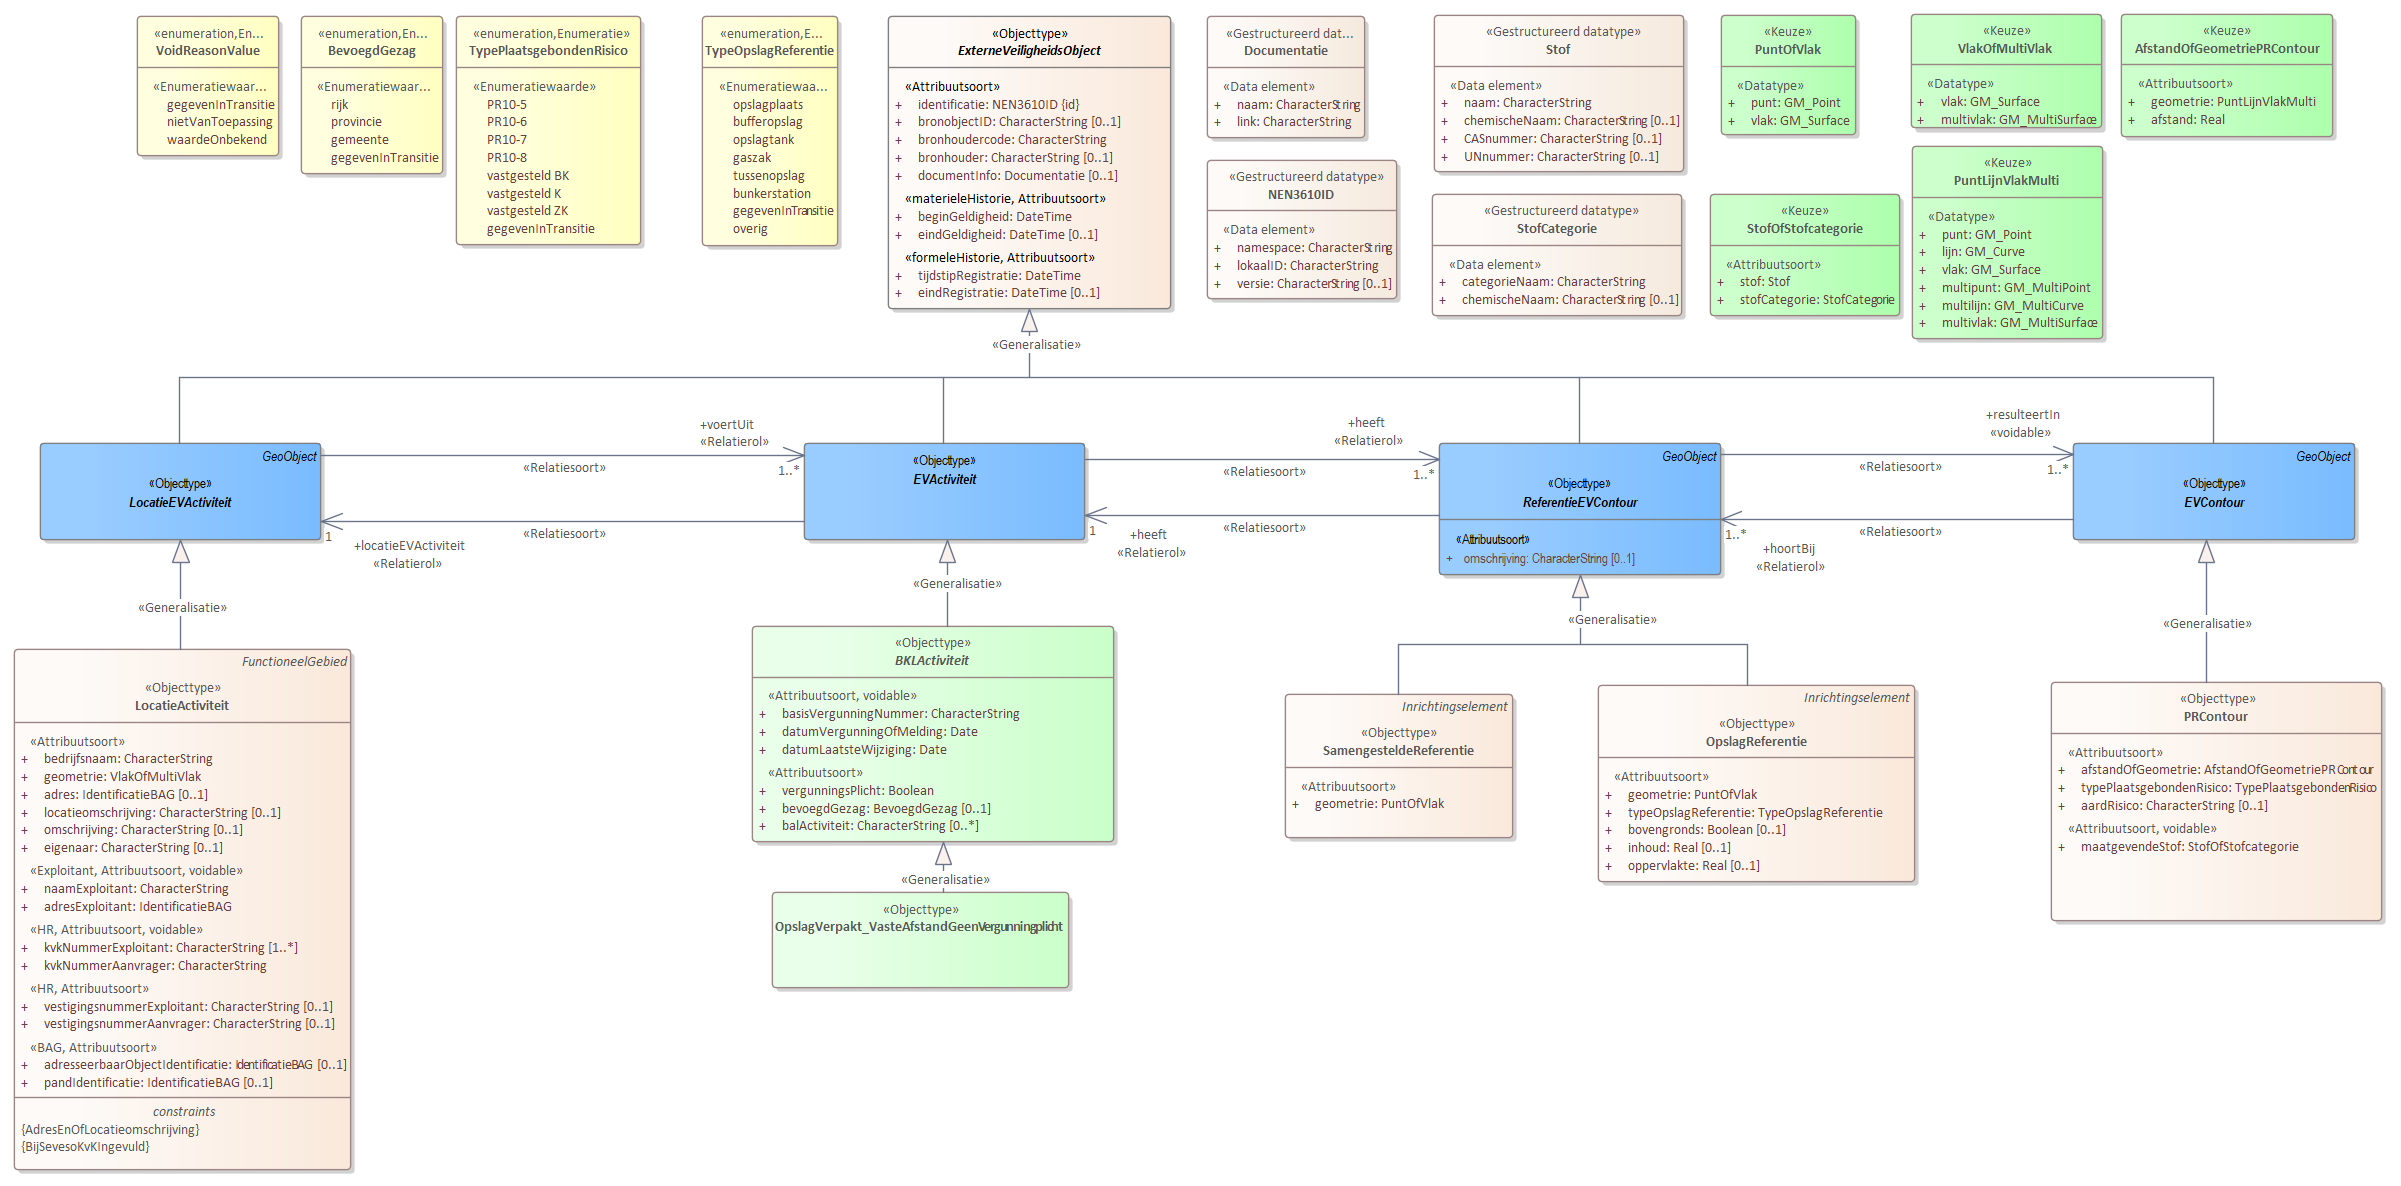 «enumeration,En...
VoidReasonValue
«Enumeratiewaar...
gegevenInTransitie
nietVanToepassing
waardeOnbekend
«enumeration,En...
BevoegdGezag
«Enumeratiewaar...
rijk
provincie
gemeente
gegevenInTransitie
«enumeration,Enumeratie»
TypePlaatsgebondenRisico
«Enumeratiewaarde»
PR10-5
PR10-6
PR10-7
PR10-8
vastgesteld BK
vastgesteld K
vastgesteld ZK
gegevenInTransitie
«enumeration,E...
TypeOpslagReferentie
«Enumeratiewaa...
opslagplaats
bufferopslag
opslagtank
gaszak
tussenopslag
bunkerstation
gegevenInTransitie
overig
«Objecttype»
ExterneVeiligheidsObject
«Attribuutsoort»
+ identificatie: NEN3610ID {id}
+ bronobjectID: CharacterString [0..1]
+ bronhoudercode: CharacterString
+ bronhouder: CharacterString [0..1]
+ documentInfo: Documentatie [0..1]
«materieleHistorie, Attribuutsoort»
+ beginGeldigheid: DateTime
+ eindGeldigheid: DateTime [0..1]
«formeleHistorie, Attribuutsoort»
+ tijdstipRegistratie: DateTime
+ eindRegistratie: DateTime [0..1]
«Gestructureerd dat...
Documentatie
«Data element»
+ naam: CharacterString
+ link: CharacterString
«Gestructureerd datatype»
NEN3610ID
«Data element»
+ namespace: CharacterString
+ lokaalID: CharacterString
+ versie: CharacterString [0..1]
«Gestructureerd datatype»
Stof
«Data element»
+ naam: CharacterString
+ chemischeNaam: CharacterString [0..1]
+ CASnummer: CharacterString [0..1]
+ UNnummer: CharacterString [0..1]
«Gestructureerd datatype»
StofCategorie
«Data element»
+ categorieNaam: CharacterString
+ chemischeNaam: CharacterString [0..1]
«Keuze»
PuntOfVlak
«Datatype»
+ punt: GM_Point
+ vlak: GM_Surface
«Keuze»
StofOfStofcategorie
«Attribuutsoort»
+ stof: Stof
+ stofCategorie: StofCategorie
«Keuze»
VlakOfMultiVlak
«Datatype»
+ vlak: GM_Surface
+ multivlak: GM_MultiSurface
«Keuze»
PuntLijnVlakMulti
«Datatype»
+ punt: GM_Point
+ lijn: GM_Curve
+ vlak: GM_Surface
+ multipunt: GM_MultiPoint
+ multilijn: GM_MultiCurve
+ multivlak: GM_MultiSurface
«Keuze»
AfstandOfGeometriePRContour
«Attribuutsoort»
+ geometrie: PuntLijnVlakMulti
+ afstand: Real
«Generalisatie»
GeoObject
«Objecttype»
LocatieEVActiviteit
+voertUit
«Relatierol»
1..*
«Relatiesoort»
1
+locatieEVActiviteit
«Relatierol»
«Relatiesoort»
«Objecttype»
EVActiviteit
+heeft
«Relatierol»
1..*
«Relatiesoort»
1
+heeft
«Relatierol»
«Relatiesoort»
GeoObject
«Objecttype»
ReferentieEVContour
«Attribuutsoort»
+ omschrijving: CharacterString [0..1]
+resulteertIn
«voidable»
1..*
«Relatiesoort»
1..*
+hoortBij
«Relatierol»
«Relatiesoort»
GeoObject
«Objecttype»
EVContour
«Generalisatie»
«Generalisatie»
«Generalisatie»
«Generalisatie»
FunctioneelGebied
«Objecttype»
LocatieActiviteit
«Attribuutsoort»
+ bedrijfsnaam: CharacterString
+ geometrie: VlakOfMultiVlak
+ adres: IdentificatieBAG [0..1]
+ locatieomschrijving: CharacterString [0..1]
+ omschrijving: CharacterString [0..1]
+ eigenaar: CharacterString [0..1]
«Exploitant, Attribuutsoort, voidable»
+ naamExploitant: CharacterString
+ adresExploitant: IdentificatieBAG
«HR, Attribuutsoort, voidable»
+ kvkNummerExploitant: CharacterString [1..*]
+ kvkNummerAanvrager: CharacterString
«HR, Attribuutsoort»
+ vestigingsnummerExploitant: CharacterString [0..1]
+ vestigingsnummerAanvrager: CharacterString [0..1]
«BAG, Attribuutsoort»
+ adresseerbaarObjectIdentificatie: IdentificatieBAG [0..1]
+ pandIdentificatie: IdentificatieBAG [0..1]
constraints
{AdresEnOfLocatieomschrijving}
{BijSevesoKvKIngevuld}
«Objecttype»
BKLActiviteit
«Attribuutsoort, voidable»
+ basisVergunningNummer: CharacterString
+ datumVergunningOfMelding: Date
+ datumLaatsteWijziging: Date
«Attribuutsoort»
+ vergunningsPlicht: Boolean
+ bevoegdGezag: BevoegdGezag [0..1]
+ balActiviteit: CharacterString [0..*]
«Generalisatie»
«Objecttype»
OpslagVerpakt_VasteAfstandGeenVergunningplicht
Inrichtingselement
«Objecttype»
SamengesteldeReferentie
«Attribuutsoort»
+ geometrie: PuntOfVlak
Inrichtingselement
«Objecttype»
OpslagReferentie
«Attribuutsoort»
+ geometrie: PuntOfVlak
+ typeOpslagReferentie: TypeOpslagReferentie
+ bovengronds: Boolean [0..1]
+ inhoud: Real [0..1]
+ oppervlakte: Real [0..1]
«Objecttype»
PRContour
«Attribuutsoort»
+ afstandOfGeometrie: AfstandOfGeometriePRContour
+ typePlaatsgebondenRisico: TypePlaatsgebondenRisico
+ aardRisico: CharacterString [0..1]
«Attribuutsoort, voidable»
+ maatgevendeStof: StofOfStofcategorie